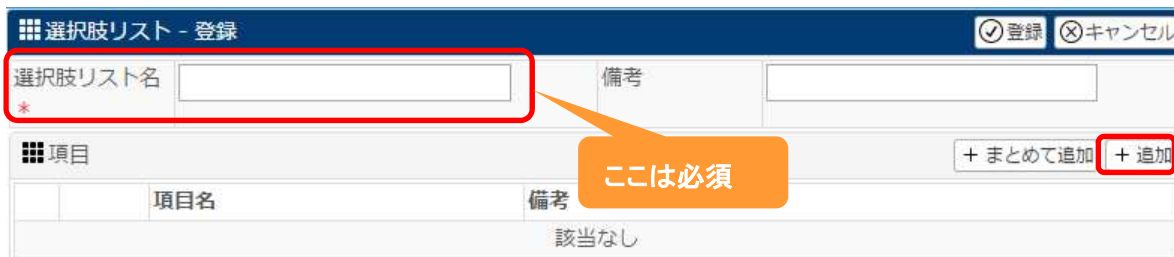 選択肢リスト - 登録 登録 キャンセル
選択肢リスト名 備考
*
項目 + まとめて追加 + 追加
ここは必須
項目名 備考
該当なし